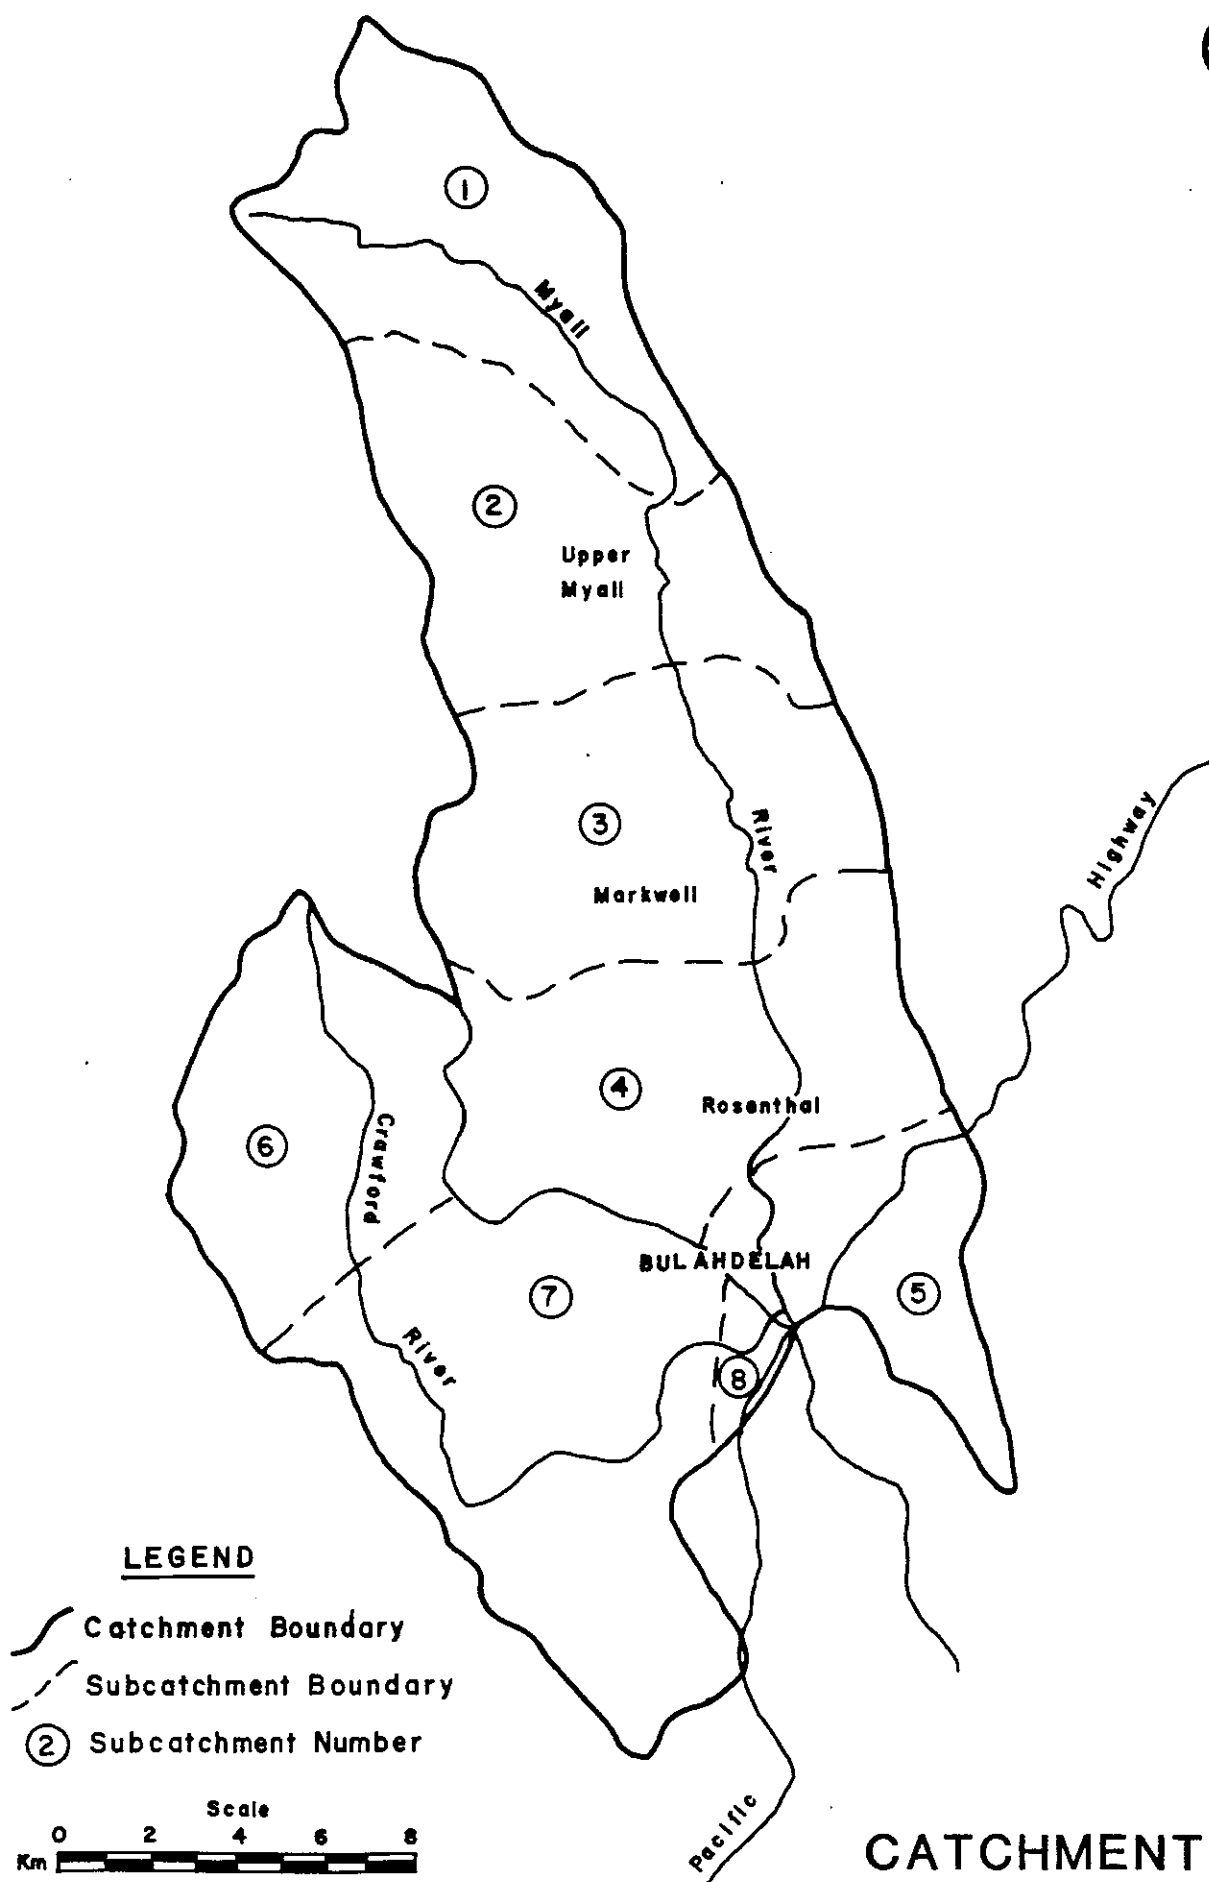 1
Myall
2
Upper
Myall
3
River
Highway
Markwell
4
Rosenthal
6
Crawford
BULAHDELAH
7
5
River
8
LEGEND
Catchment Boundary
Subcatchment Boundary
2 Subcatchment Number
Scale
0 2 4 6 8
Km
Pacific
CATCHMENT